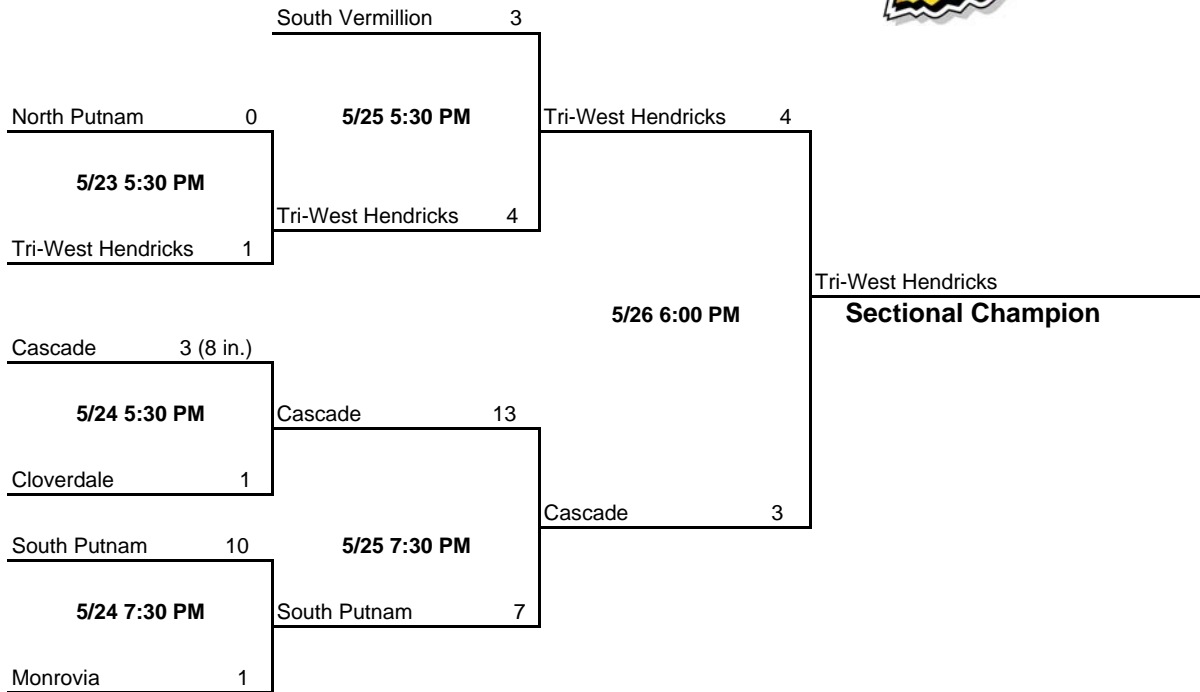 South Vermillion 3
North Putnam 0
5/25 5:30 PM
Tri-West Hendricks 4
5/23 5:30 PM
Tri-West Hendricks 4
Tri-West Hendricks 1
Tri-West Hendricks
5/26 6:00 PM
Sectional Champion
Cascade 3 (8 in.)
5/24 5:30 PM
Cascade 13
Cloverdale 1
Cascade 3
South Putnam 10
5/25 7:30 PM
5/24 7:30 PM
South Putnam 7
Monrovia 1